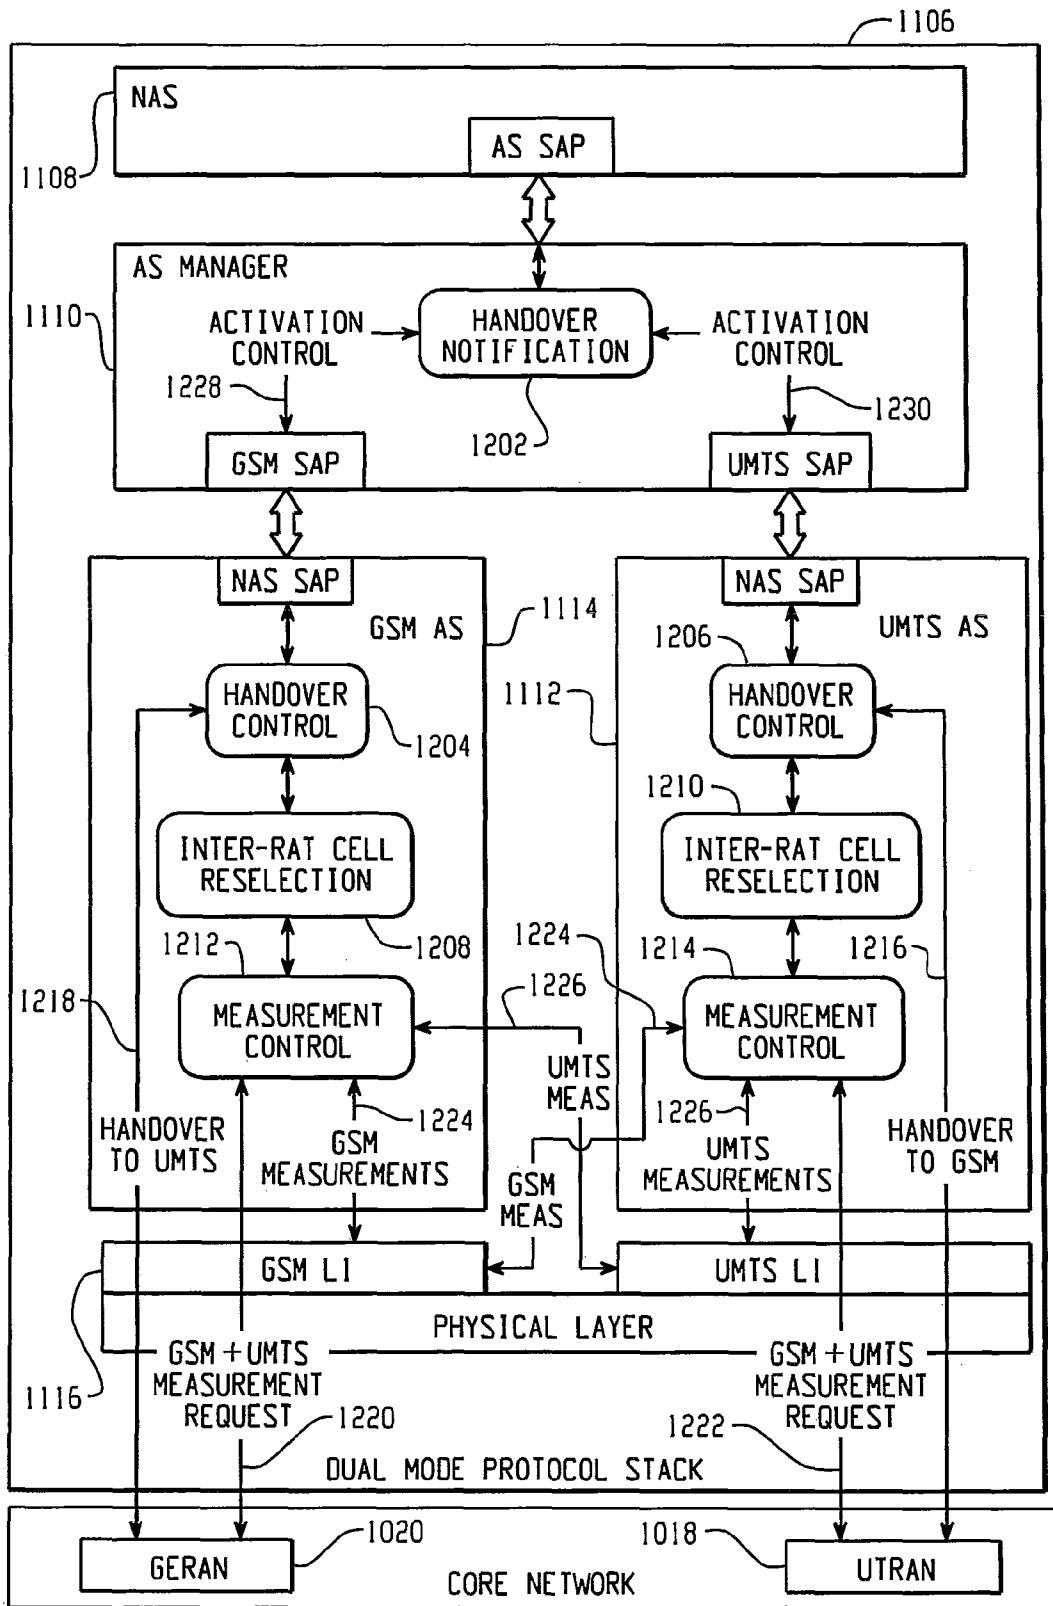 1106
NAS
AS SAP
1108
AS MANAGER
1110
ACTIVATION
CONTROL
HANDOVER
NOTIFICATION
ACTIVATION
CONTROL
1228
1202
1230
GSM SAP
UMTS SAP
NAS SAP
NAS SAP
GSM AS
1114
1206
UMTS AS
1112
HANDOVER
CONTROL
HANDOVER
CONTROL
1204
1210
INTER-RAT CELL
RESELECTION
INTER-RAT CELL
RESELECTION
1212
1208
1224
1214
1216
1218
1226
MEASUREMENT
CONTROL
MEASUREMENT
CONTROL
UMTS
MEAS
1224
1226
HANDOVER
TO UMTS
GSM
MEASUREMENTS
GSM
MEAS
UMTS
MEASUREMENTS
HANDOVER
TO GSM
GSM L1
UMTS L1
PHYSICAL LAYER
1116
GSM + UMTS
MEASUREMENT
REQUEST
GSM + UMTS
MEASUREMENT
REQUEST
1220
1222
DUAL MODE PROTOCOL STACK
GERAN
1020
CORE NETWORK
1018
UTRAN